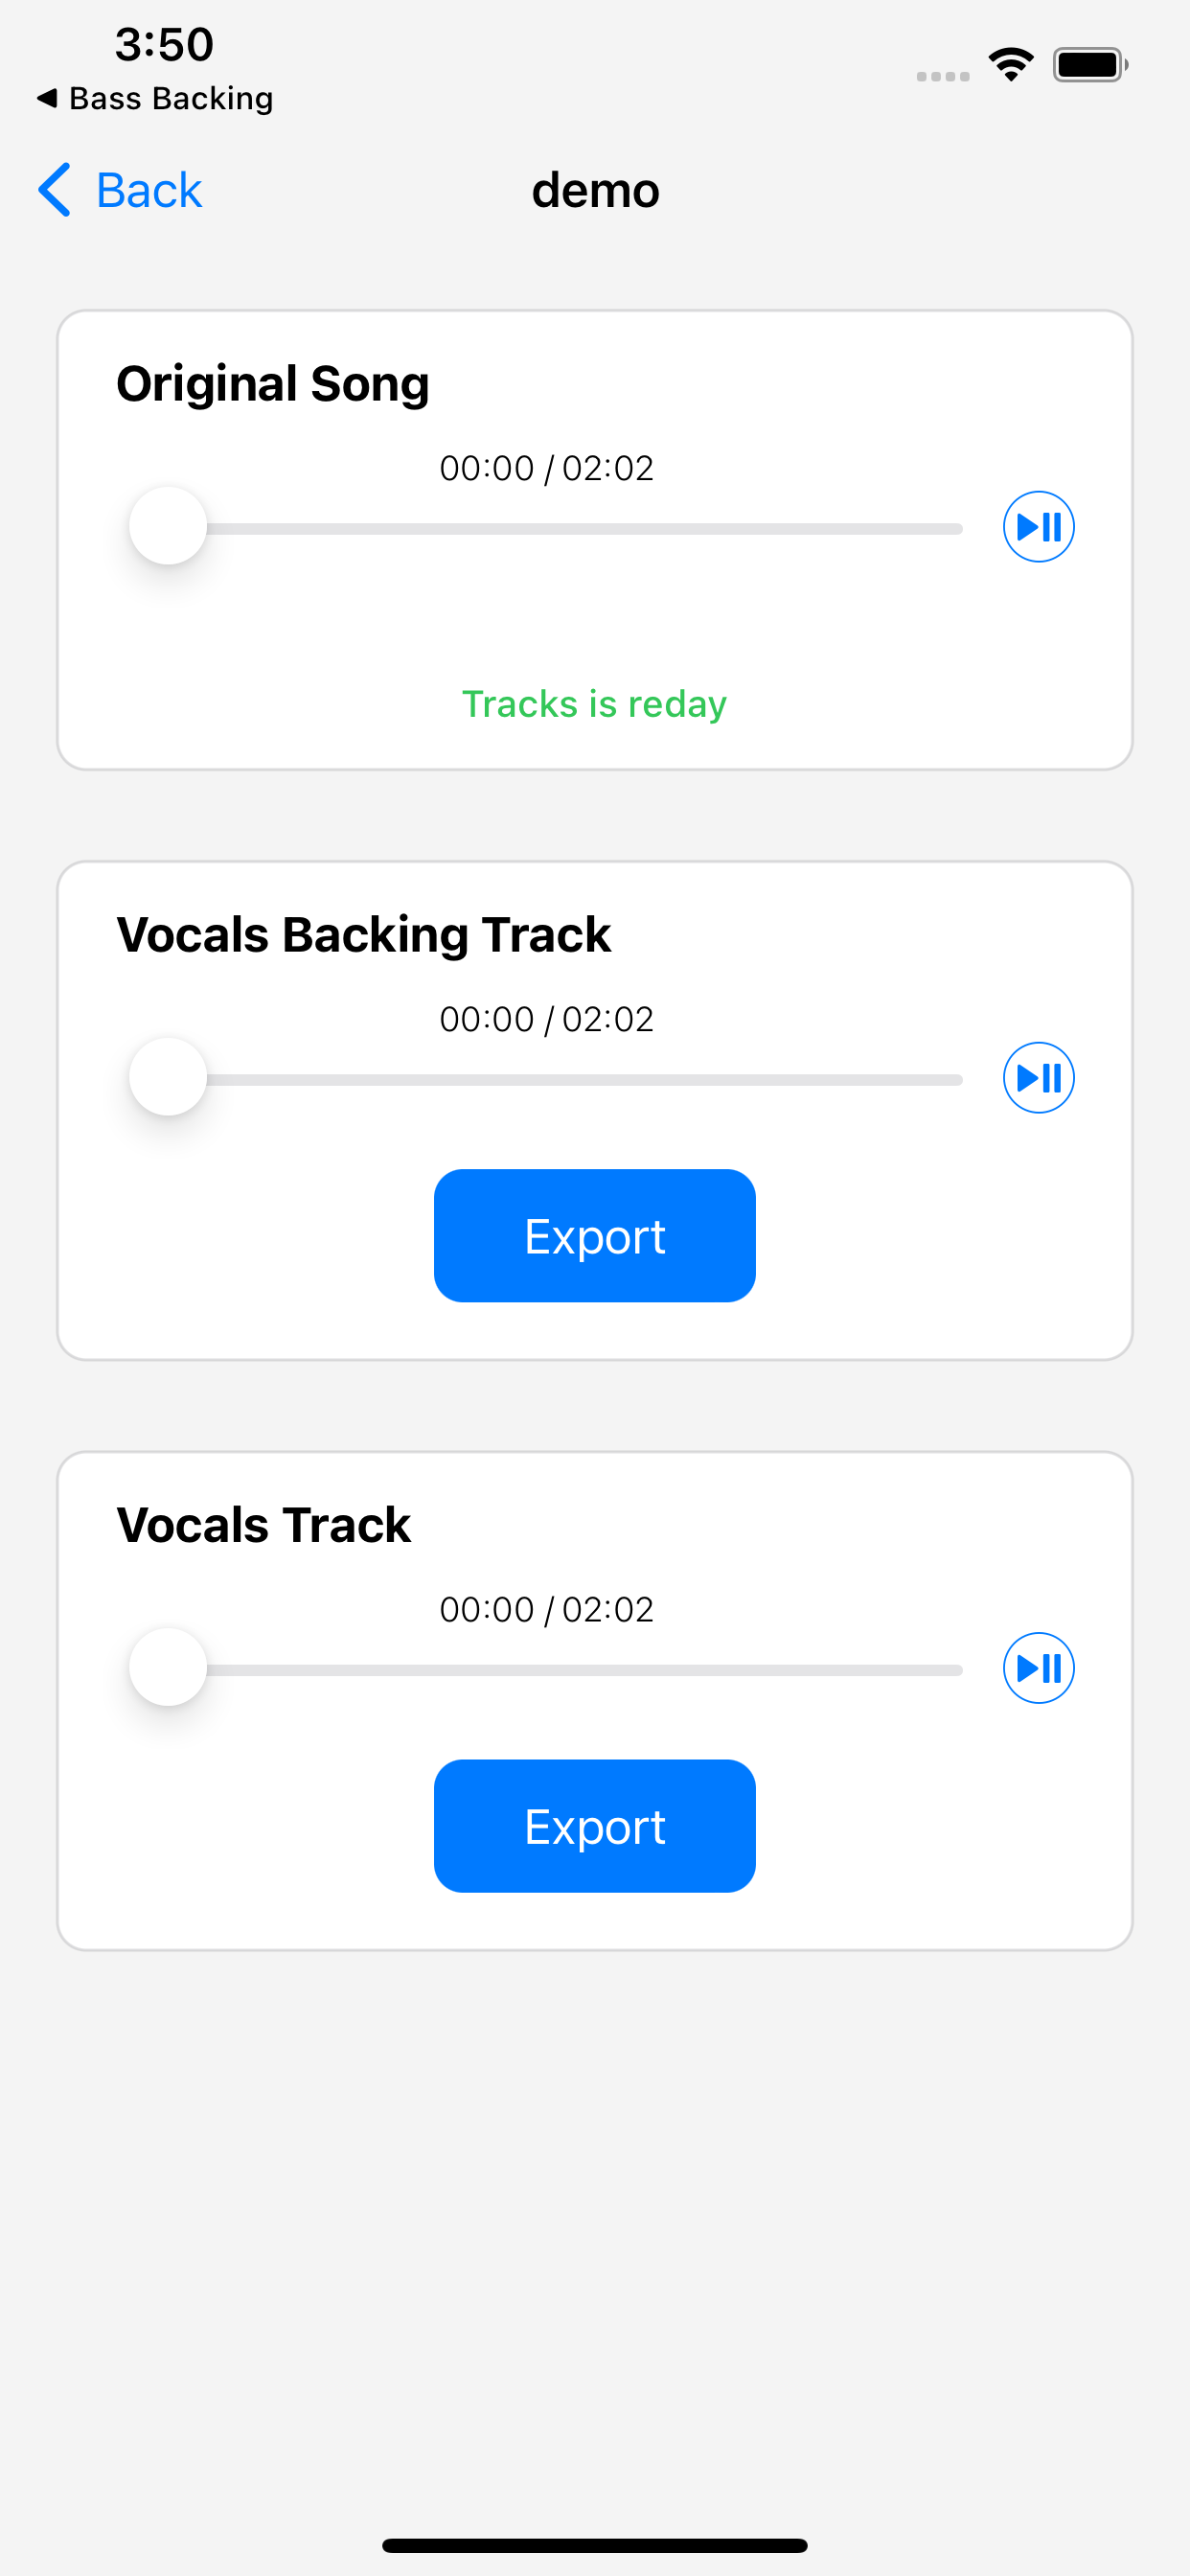 3:50
◀ Bass Backing
Back
demo
Original Song
00:00 / 02:02
Tracks is reday
Vocals Backing Track
00:00 / 02:02
Export
Vocals Track
00:00 / 02:02
Export